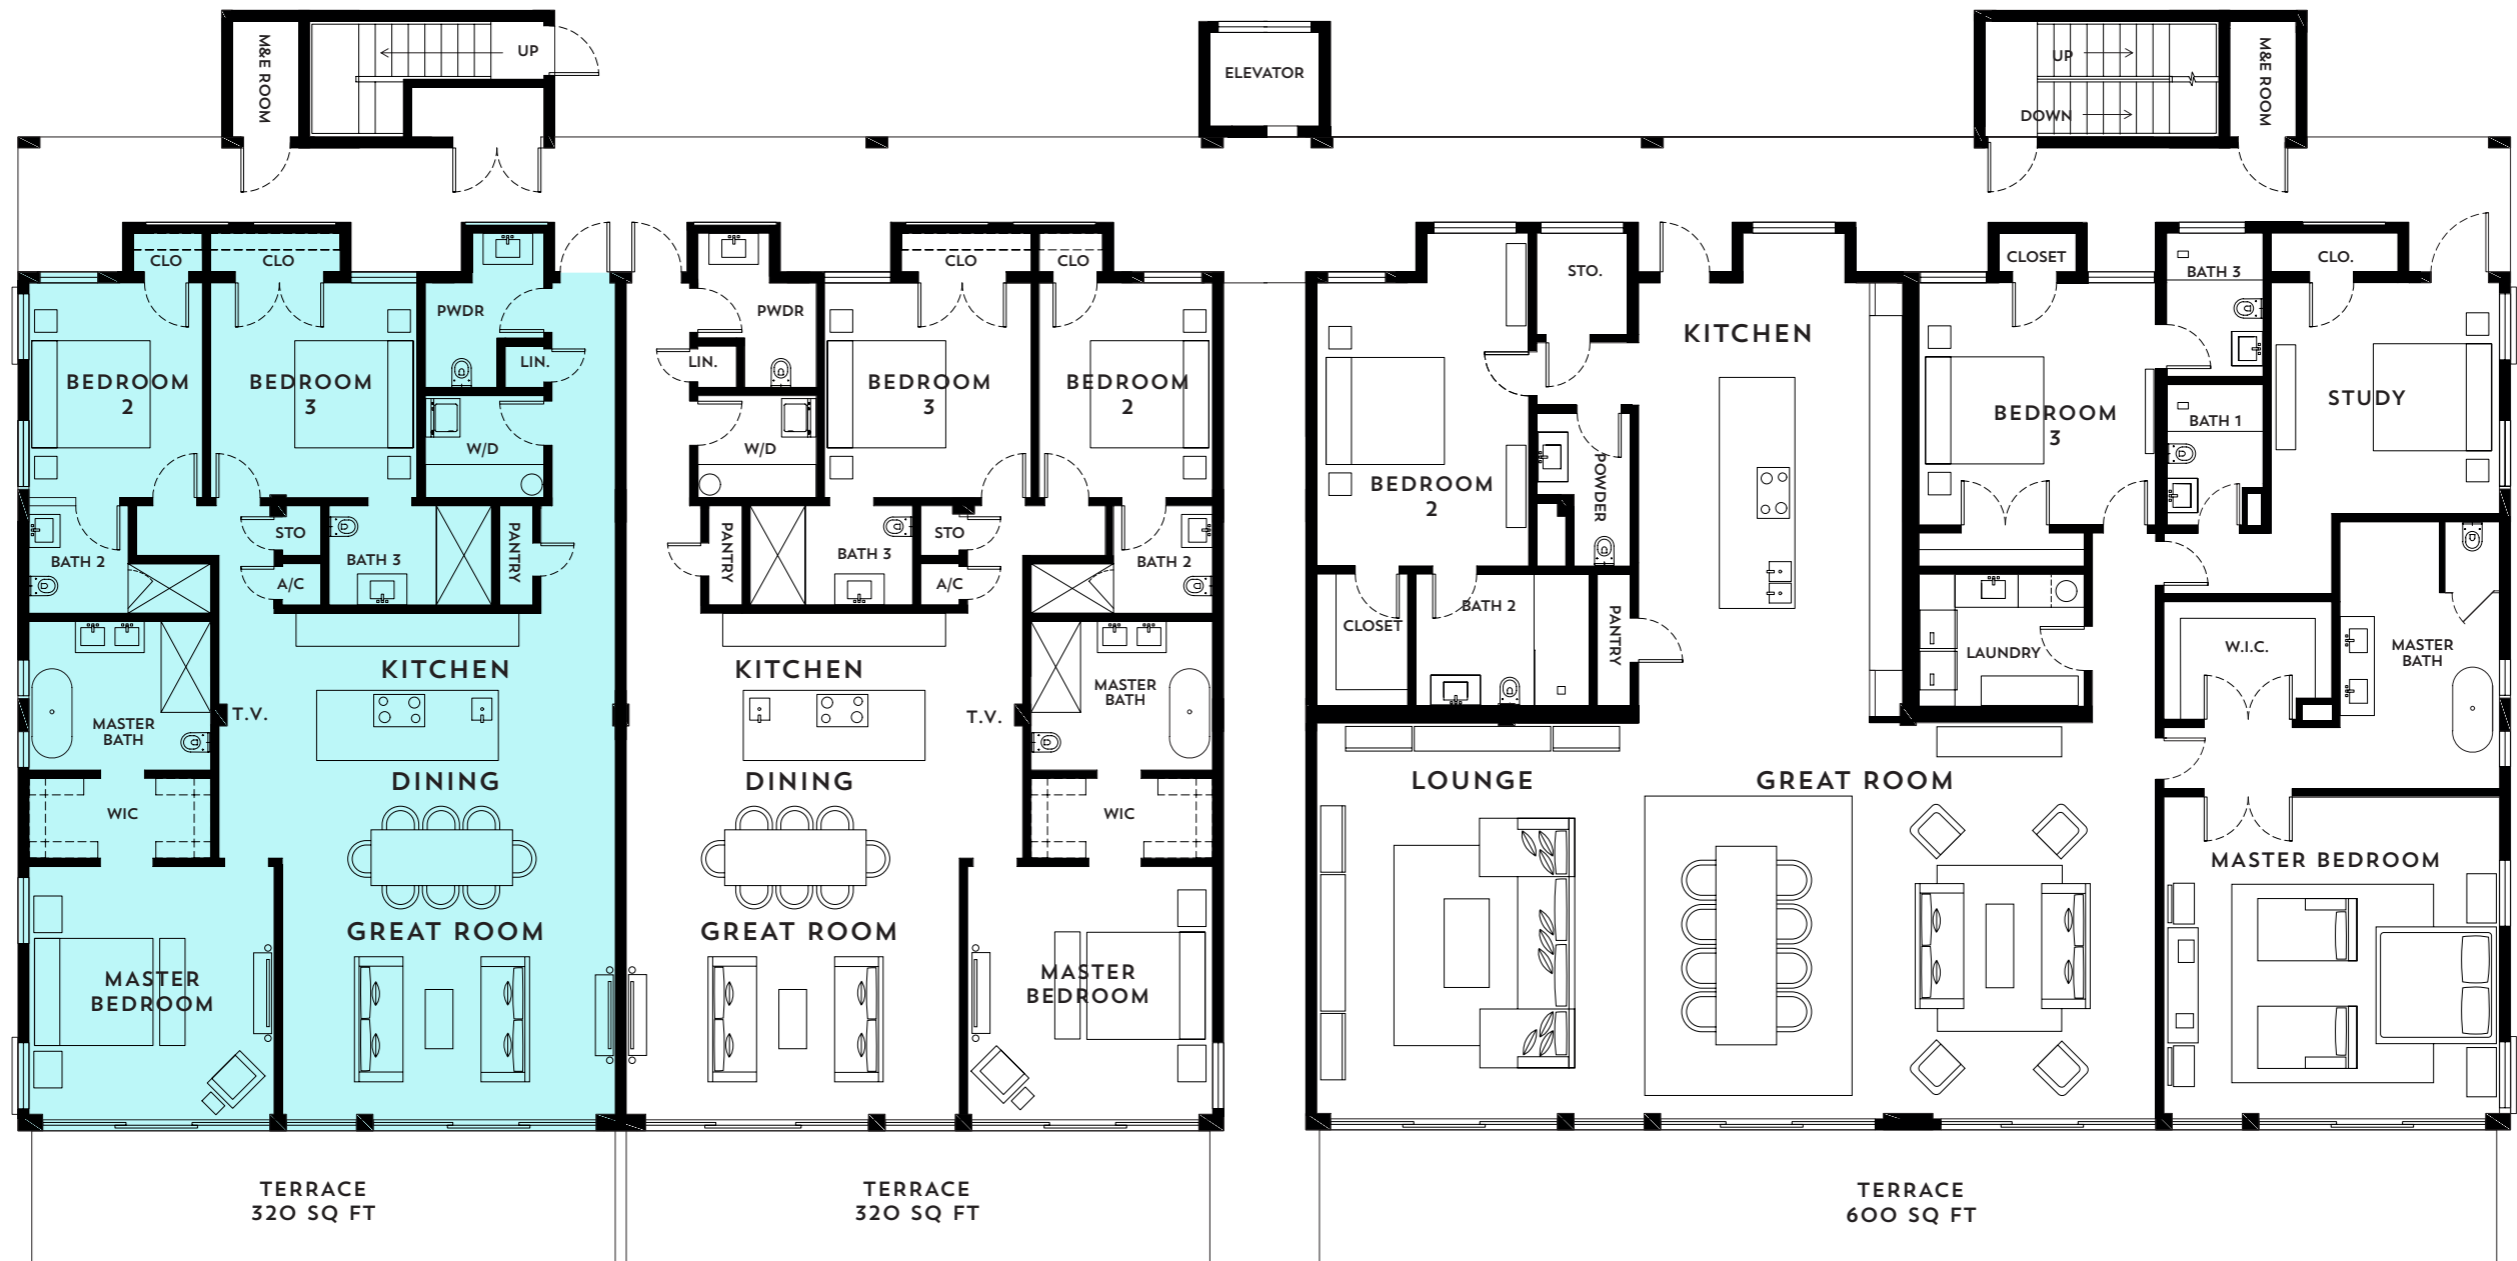 M&E ROOM
UP
ELEVATOR
UP
DOWN
M&E ROOM
CLO
CLO
PWDR
LIN.
BEDROOM
2
BEDROOM
3
W/D
STO
BATH 2
BATH 3
A/C
PANTRY
KITCHEN
T.V.
MASTER
BATH
DINING
WIC
GREAT ROOM
MASTER
BEDROOM
TERRACE
320 SQ FT
PWDR
CLO
CLO
LIN.
BEDROOM
3
BEDROOM
2
W/D
PANTRY
BATH 3
STO
A/C
BATH 2
KITCHEN
T.V.
MASTER
BATH
DINING
WIC
GREAT ROOM
MASTER
BEDROOM
TERRACE
320 SQ FT
STO.
KITCHEN
CLOSET
BATH 3
CLO.
BEDROOM
2
POWDER
BEDROOM
3
BATH 1
STUDY
CLOSET
BATH 2
PANTRY
LAUNDRY
W.I.C.
MASTER
BATH
LOUNGE
GREAT ROOM
MASTER BEDROOM
TERRACE
600 SQ FT